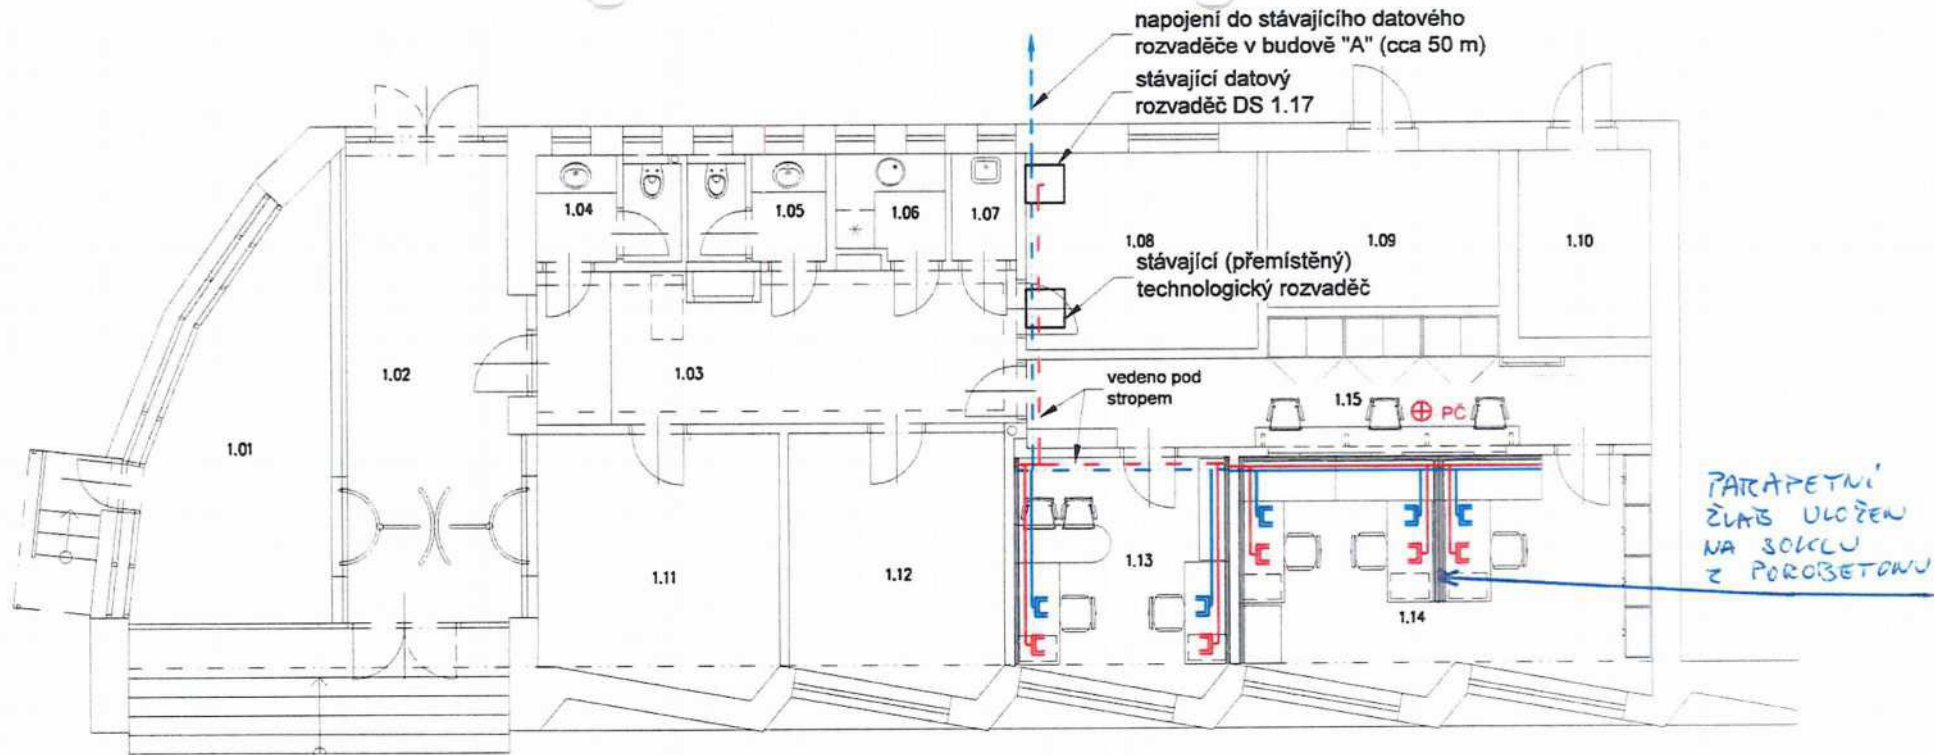 napojení do stávajícího datového
rozvaděče v budově "A" (cca 50 m)
stávající datový
rozvaděč DS 1.17
1.04
1.05
1.06
1.07
1.08
1.09
1.10
stávající (přemístěný)
technologický rozvaděč
1.02
1.03
vedeno pod
stropem
1.15
PČ
1.01
1.11
1.12
1.13
1.14
PARAPETNÍ
ŽLAB ULOŽEN
NA SOKLU
Z POROBETONU